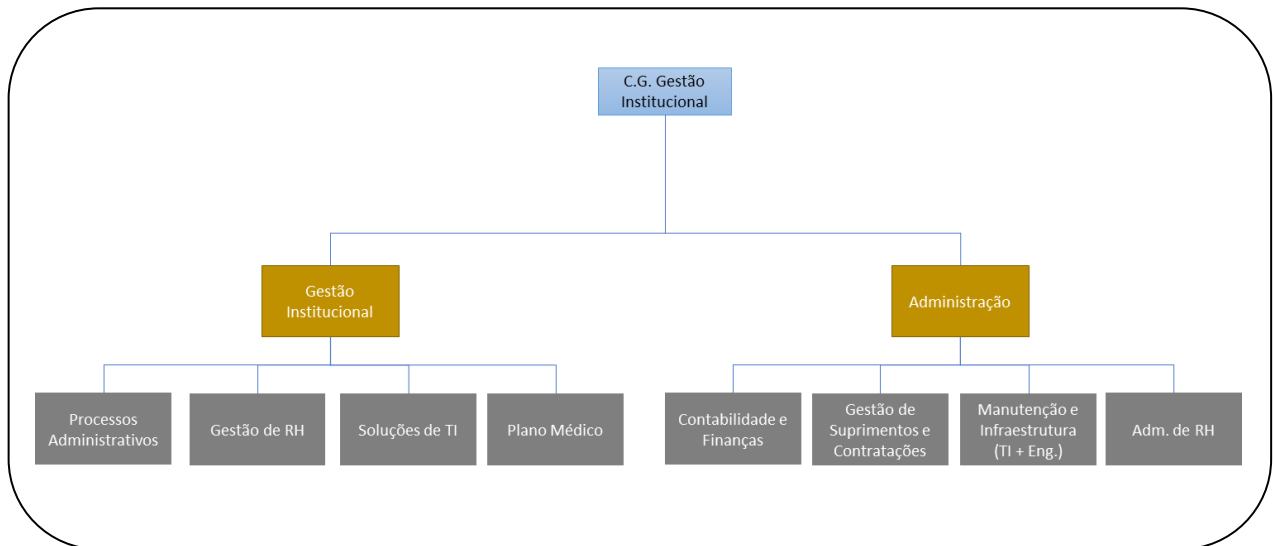 C.G. Gestão
Institucional
Gestão
Institucional
Administração
Processos
Administrativos
Gestão de RH
Soluções de TI
Plano Médico
Contabilidade e
Finanças
Gestão de
Suprimentos e
Contratações
Manutenção e
Infraestrutura
(TI + Eng.)
Adm. de RH